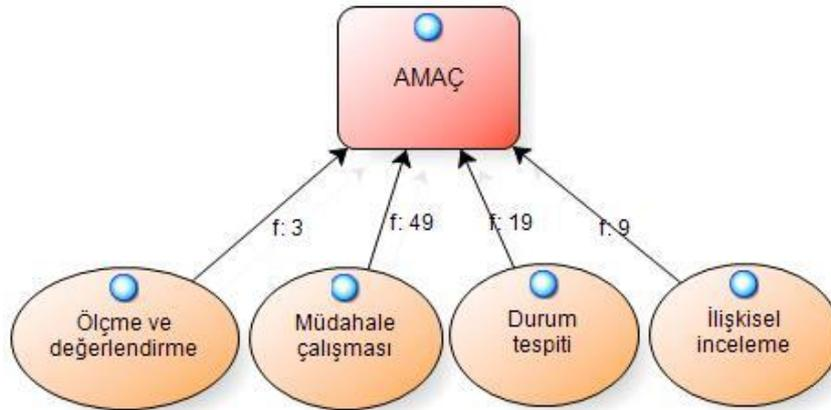 AMAÇ
f: 3
f: 49
f: 19
f: 9
Ölçme ve
değerlendirme
Müdahale
çalışması
Durum
tespiti
İlişkisel
inceleme